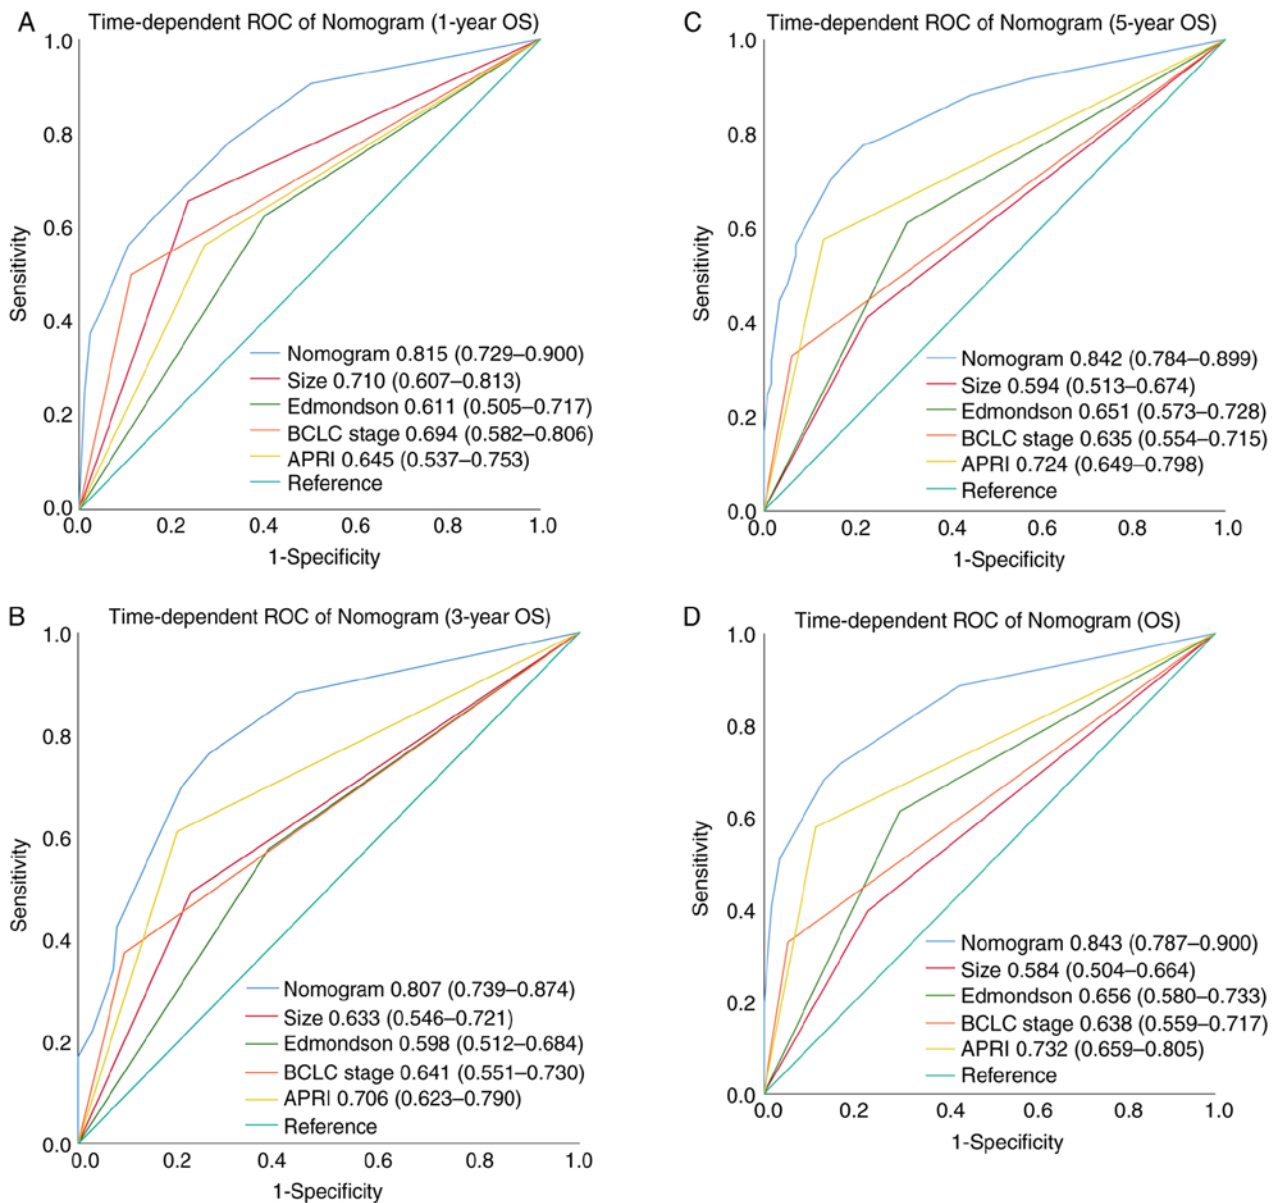 A
Time-dependent ROC of Nomogram (1-year OS)
1.0
0.8
0.6
0.4
0.2
0.0
Sensitivity
Nomogram 0.815 (0.729–0.900)
Size 0.710 (0.607–0.813)
Edmondson 0.611 (0.505–0.717)
BCLC stage 0.694 (0.582–0.806)
APRI 0.645 (0.537–0.753)
Reference
0.0 0.2 0.4 0.6 0.8 1.0
1-Specificity
C
Time-dependent ROC of Nomogram (5-year OS)
1.0
0.8
0.6
0.4
0.2
0.0
Sensitivity
Nomogram 0.842 (0.784–0.899)
Size 0.594 (0.513–0.674)
Edmondson 0.651 (0.573–0.728)
BCLC stage 0.635 (0.554–0.715)
APRI 0.724 (0.649–0.798)
Reference
0.0 0.2 0.4 0.6 0.8 1.0
1-Specificity
B
Time-dependent ROC of Nomogram (3-year OS)
1.0
0.8
0.6
0.4
0.2
0.0
Sensitivity
Nomogram 0.807 (0.739–0.874)
Size 0.633 (0.546–0.721)
Edmondson 0.598 (0.512–0.684)
BCLC stage 0.641 (0.551–0.730)
APRI 0.706 (0.623–0.790)
Reference
0.0 0.2 0.4 0.6 0.8 1.0
1-Specificity
D
Time-dependent ROC of Nomogram (OS)
1.0
0.8
0.6
0.4
0.2
0.0
Sensitivity
Nomogram 0.843 (0.787–0.900)
Size 0.584 (0.504–0.664)
Edmondson 0.656 (0.580–0.733)
BCLC stage 0.638 (0.559–0.717)
APRI 0.732 (0.659–0.805)
Reference
0.0 0.2 0.4 0.6 0.8 1.0
1-Specificity